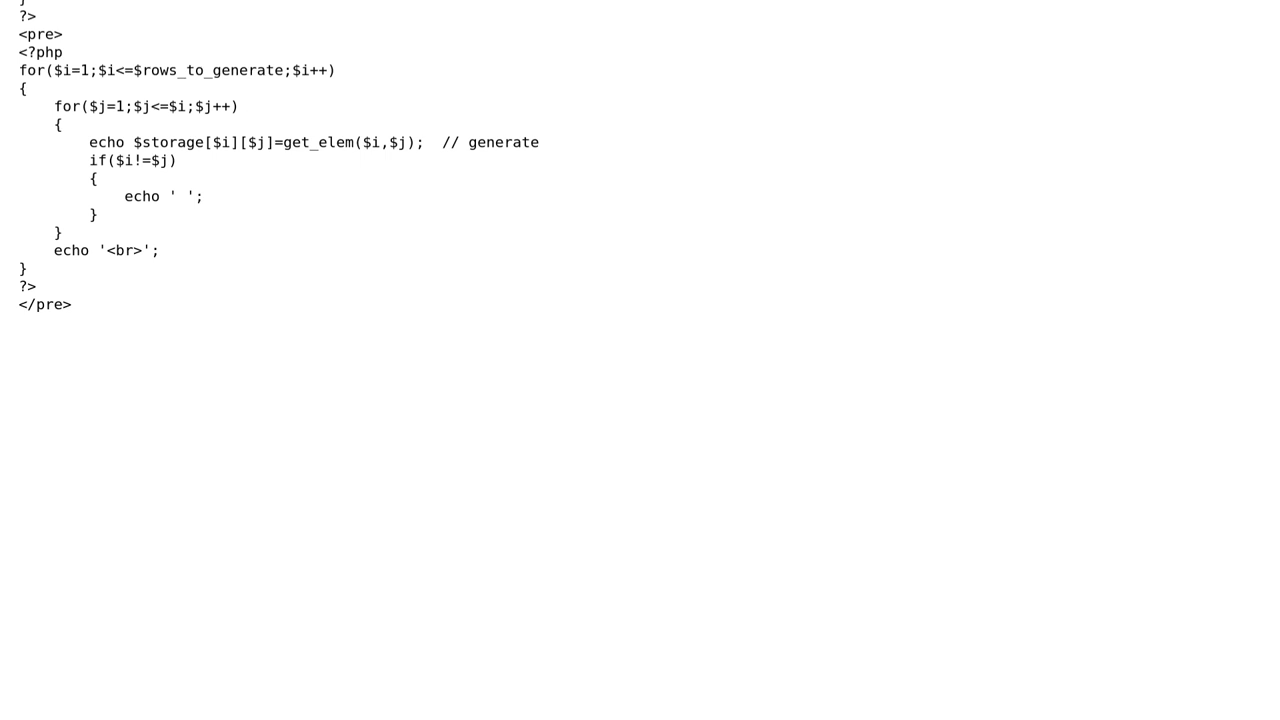 }
?>
<pre>
<?php
for($i=1;$i<=$rows_to_generate;$i++)
{
    for($j=1;$j<=$i;$j++)
    {
        echo $storage[$i][$j]=get_elem($i,$j);  // generate
        if($i!=$j)
        {
            echo ' ';
        }
    }
    echo '<br>';
}
?>
</pre>